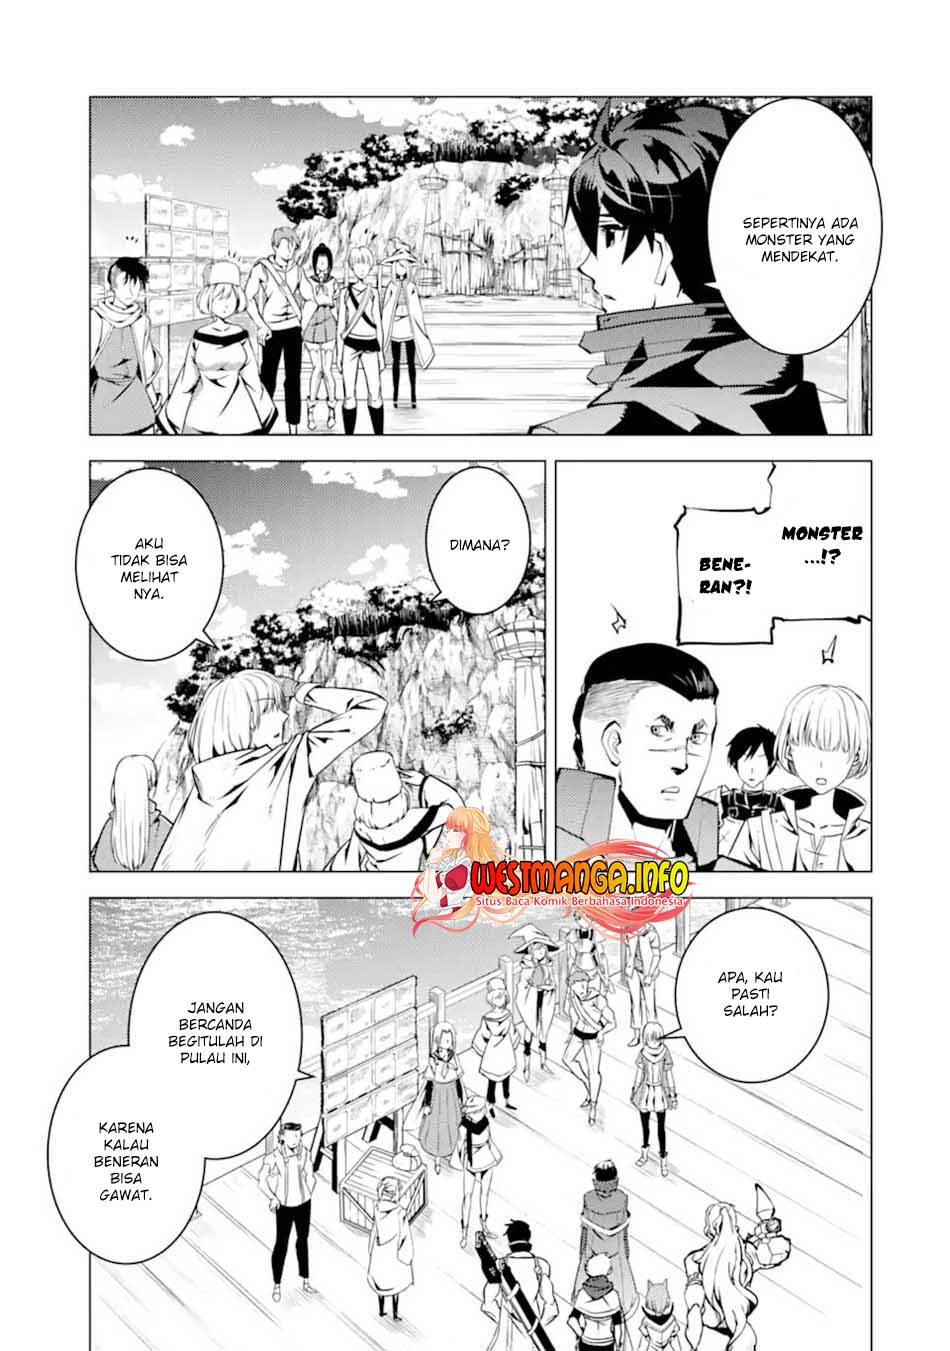 SEPERTINYA ADA
MONSTER YANG
MENDEKAT.
MONSTER
...!?
BENE-
RAN?!
DIMANA?
AKU
TIDAK BISA
MELIHAT
NYA.
WESTMANGA.INFO
Situs Baca Komik Berbahasa Indonesia
APA, KAU
PASTI
SALAH?
JANGAN
BERCANDA
BEGITULAH DI
PULAU INI,
KARENA
KALAU
BENERAN
BISA
GAWAT.